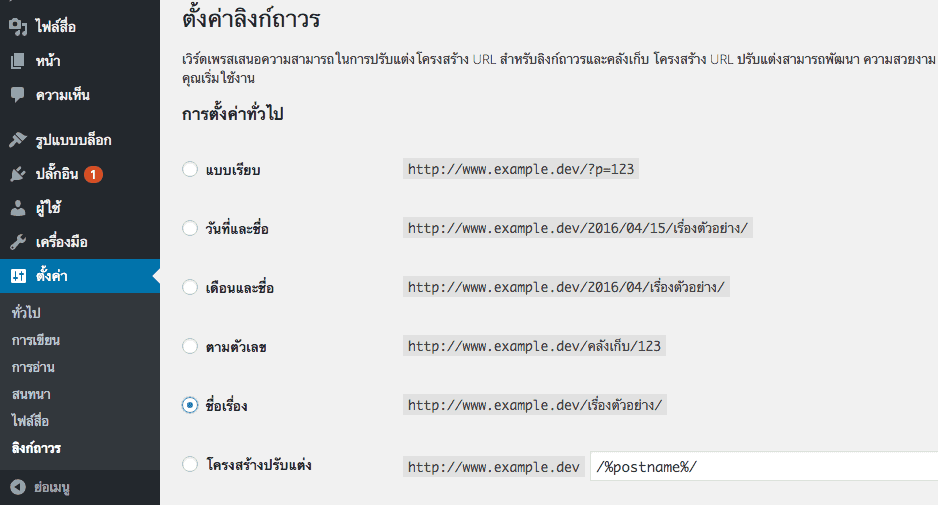 ไฟล์สื่อ
หน้า
ความเห็น
รูปแบบบล็อก
ปลั๊กอิน 1
ผู้ใช้
เครื่องมือ
ตั้งค่า
ทั่วไป
การเขียน
การอ่าน
สนทนา
ไฟล์สื่อ
ลิงก์ถาวร
ย่อเมนู
ตั้งค่าลิงก์ถาวร
เวิร์ดเพรสเสนอความสามารถในการปรับแต่งโครงสร้าง URL สำหรับลิงก์ถาวรและคลังเก็บ โครงสร้าง URL ปรับแต่งสามารถพัฒนา ความสวยงาม
คุณเริ่มใช้งาน
การตั้งค่าทั่วไป
แบบเรียบ http://www.example.dev/?p=123
วันที่และชื่อ http://www.example.dev/2016/04/15/เรื่องตัวอย่าง/
เดือนและชื่อ http://www.example.dev/2016/04/เรื่องตัวอย่าง/
ตามตัวเลข http://www.example.dev/คลังเก็บ/123
ชื่อเรื่อง http://www.example.dev/เรื่องตัวอย่าง/
โครงสร้างปรับแต่ง http://www.example.dev /%postname%/